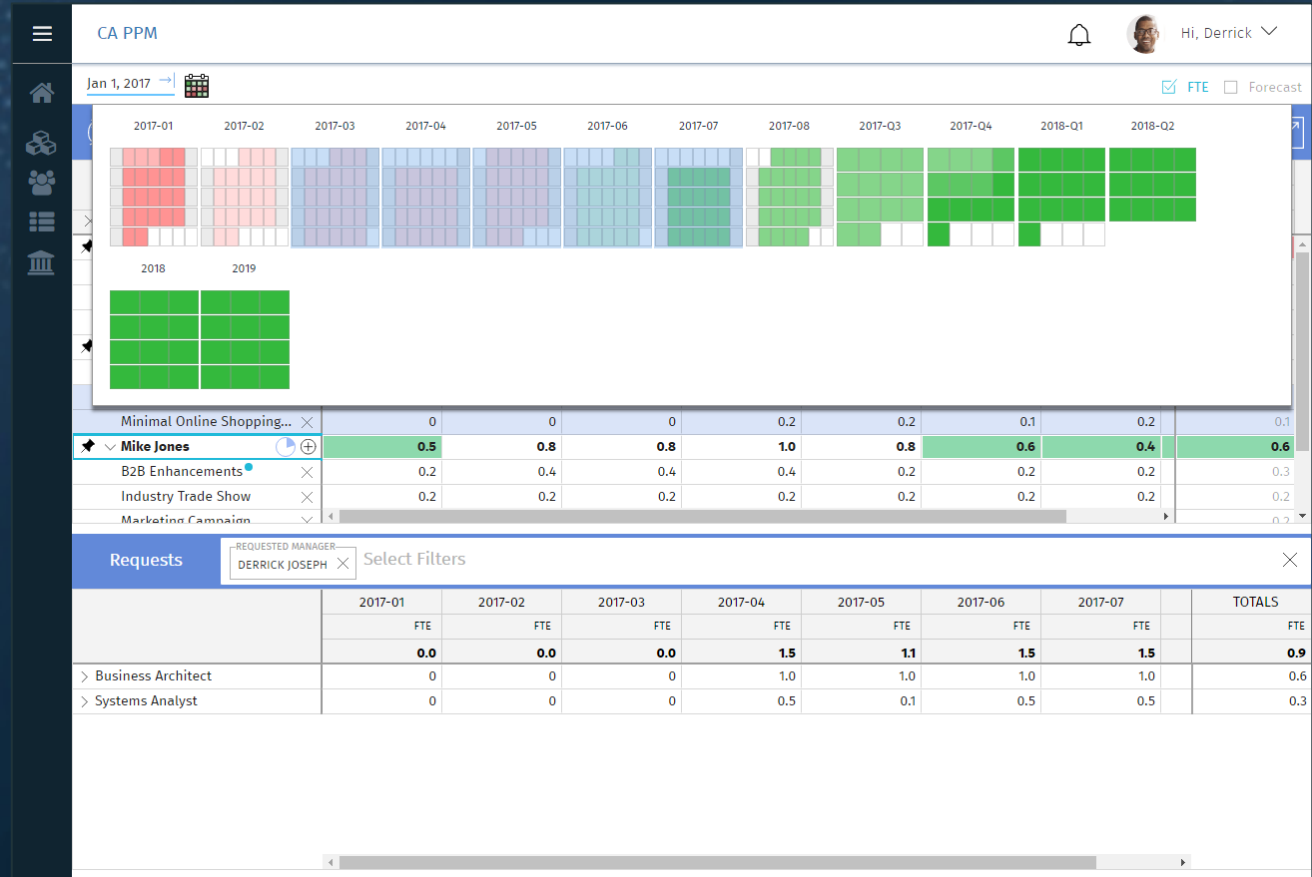 CA PPM
Hi, Derrick
Jan 1, 2017
FTE Forecast
2017-01 2017-02 2017-03 2017-04 2017-05 2017-06 2017-07 2017-08 2017-Q3 2017-Q4 2018-Q1 2018-Q2
2018 2019
Minimal Online Shopping... 0 0 0 0.2 0.2 0.1 0.2 0.1
Mike Jones 0.5 0.8 0.8 1.0 0.8 0.6 0.4 0.6
B2B Enhancements 0.2 0.4 0.4 0.4 0.2 0.2 0.2 0.3
Industry Trade Show 0.2 0.2 0.2 0.2 0.2 0.2 0.2 0.2
Marketing Campaign 0.2
Requests
REQUESTED MANAGER
DERRICK JOSEPH
Select Filters
2017-01 2017-02 2017-03 2017-04 2017-05 2017-06 2017-07 TOTALS
FTE FTE FTE FTE FTE FTE FTE FTE
0.0 0.0 0.0 1.5 1.1 1.5 1.5 0.9
Business Architect 0 0 0 1.0 1.0 1.0 1.0 0.6
Systems Analyst 0 0 0 0.5 0.1 0.5 0.5 0.3